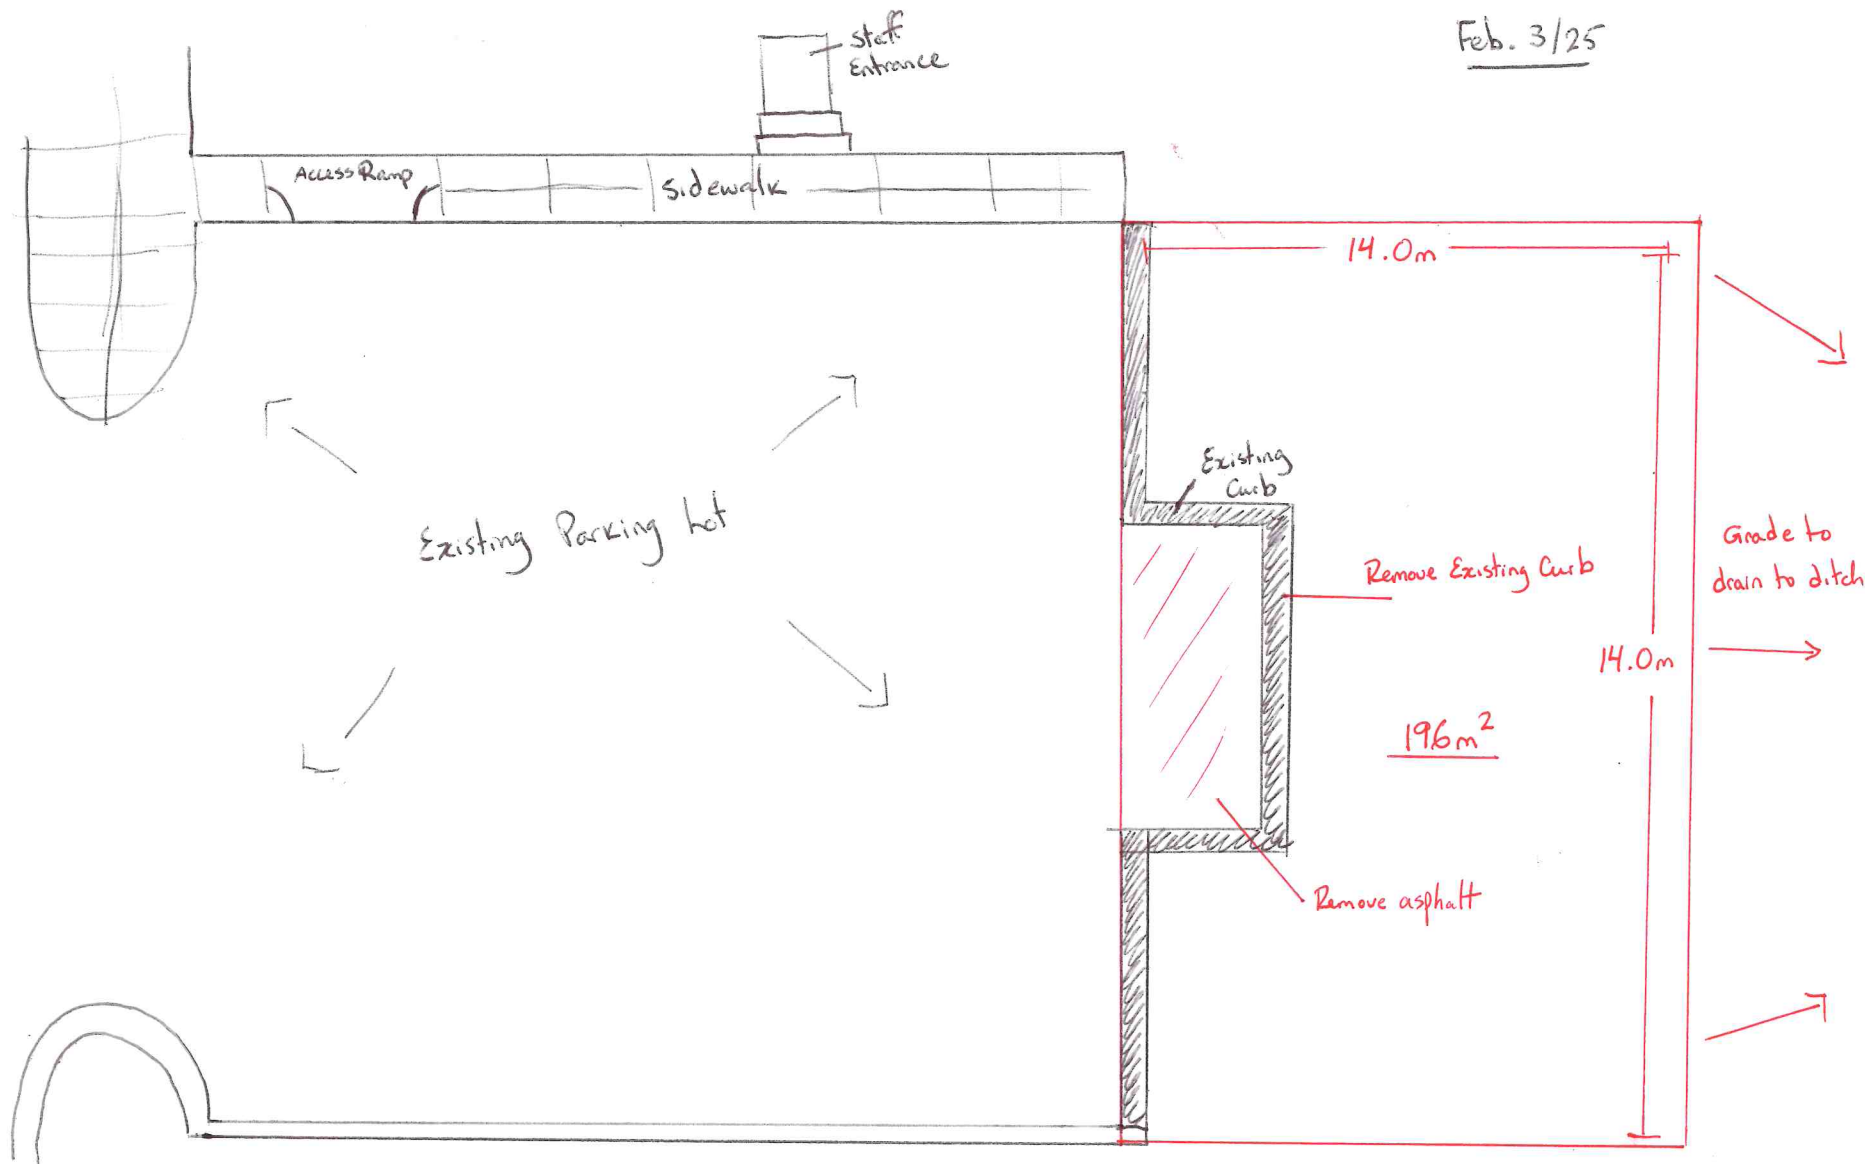 Feb. 3/25
Staff
Entrance
Access Ramp
Sidewalk
14.0m
Existing
Curb
Existing Parking Lot
Remove Existing Curb
Grade to
drain to ditch
14.0m
196m²
Remove asphalt